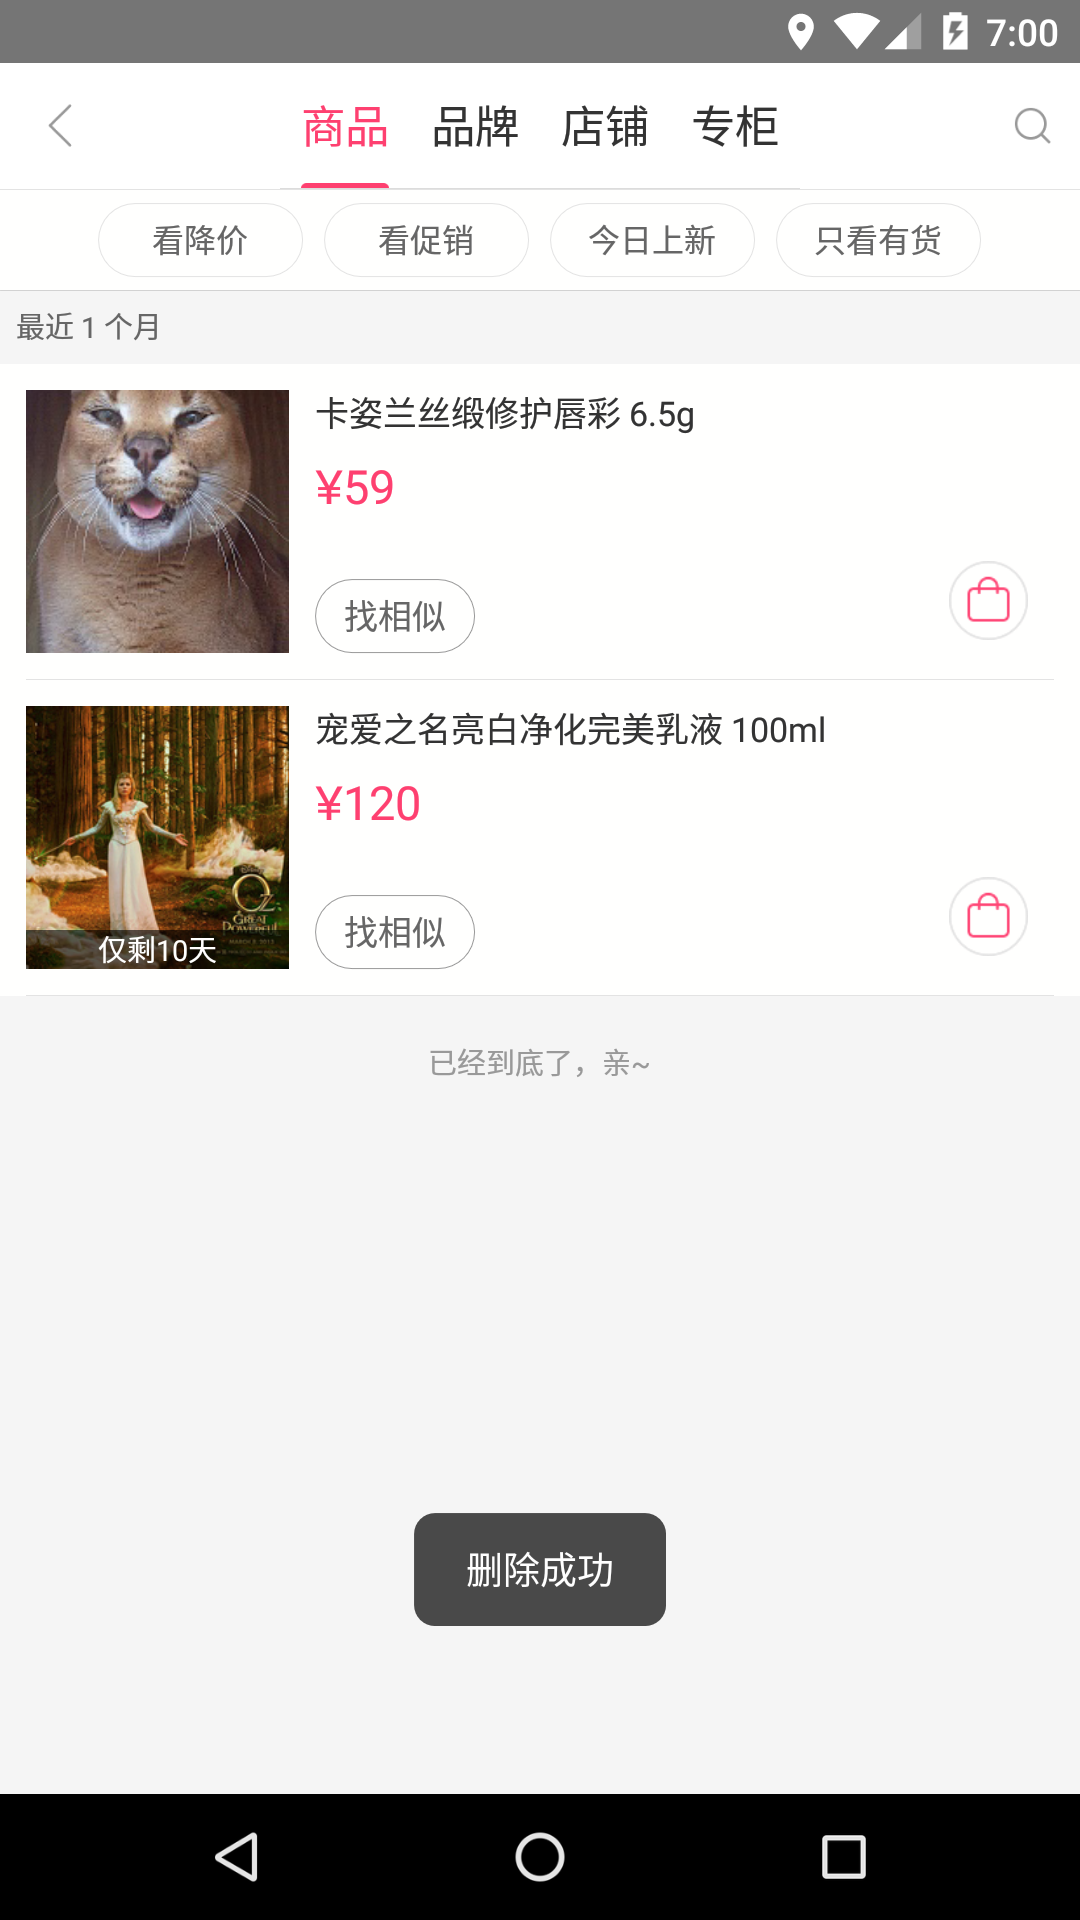 7:00
商品 品牌 店铺 专柜
看降价 看促销 今日上新 只看有货
最近 1 个月
卡姿兰丝缎修护唇彩 6.5g
¥59
找相似
宠爱之名亮白净化完美乳液 100ml
¥120
OZ
GREAT
POWERFUL
仅剩10天
找相似
已经到底了，亲~
删除成功